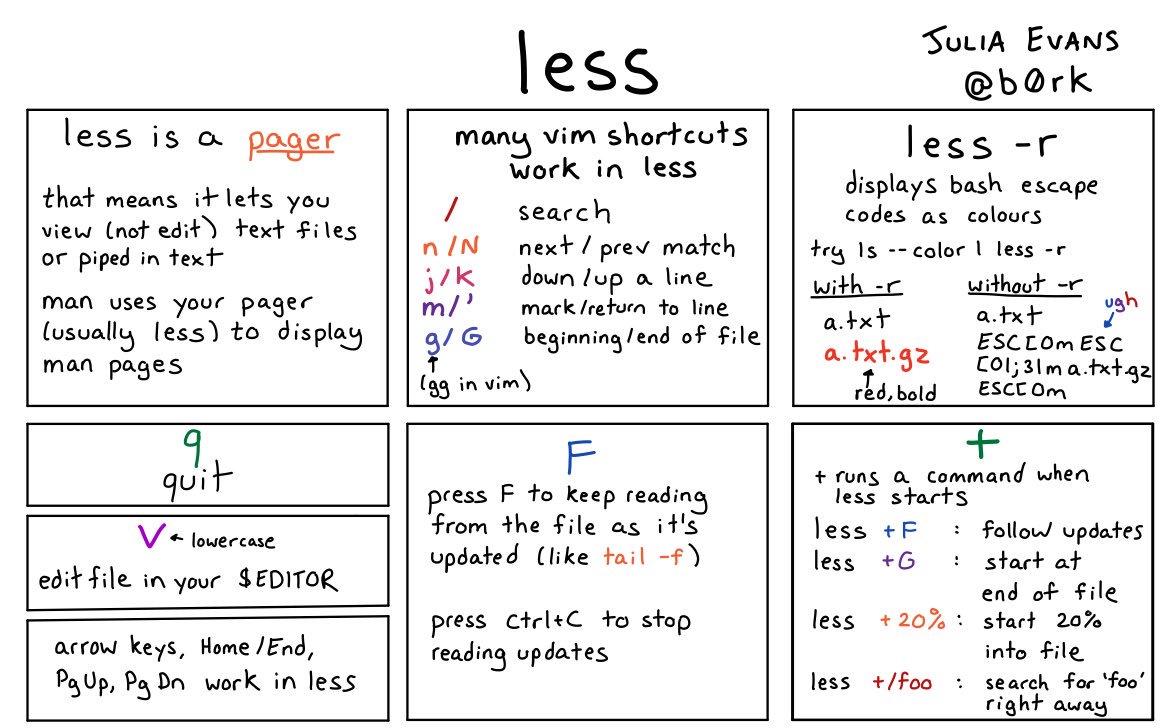 less
JULIA EVANS
@b0rk
less is a pager
that means it lets you
view (not edit) text files
or piped in text
man uses your pager
(usually less) to display
man pages
many vim shortcuts
work in less
/ search
n/N next/prev match
j/K down/up a line
m/' mark/return to line
g/G beginning/end of file
(gg in vim)
less -r
displays bash escape
codes as colours
try ls --color | less -r
with -r
a.txt
a.txt.gz
red, bold
without -r
ugh
a.txt
ESC[0m ESC
[01;31m a.txt.gz
ESC[0m
q
quit
v ← lowercase
edit file in your $EDITOR
arrow keys, Home/End,
PgUp, PgDn work in less
F
press F to keep reading
from the file as it's
updated (like tail -f)
press ctrl+C to stop
reading updates
+
+ runs a command when
less starts
less +F : follow updates
less +G : start at
end of file
less +20% : start 20%
into file
less +/foo : search for 'foo'
right away